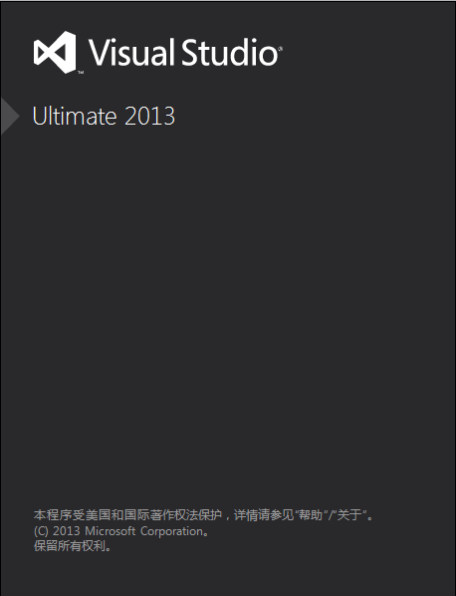 Visual Studio®
™
Ultimate 2013
本程序受美国和国际著作权法保护，详情请参见“帮助”/“关于”。
(C) 2013 Microsoft Corporation。
保留所有权利。